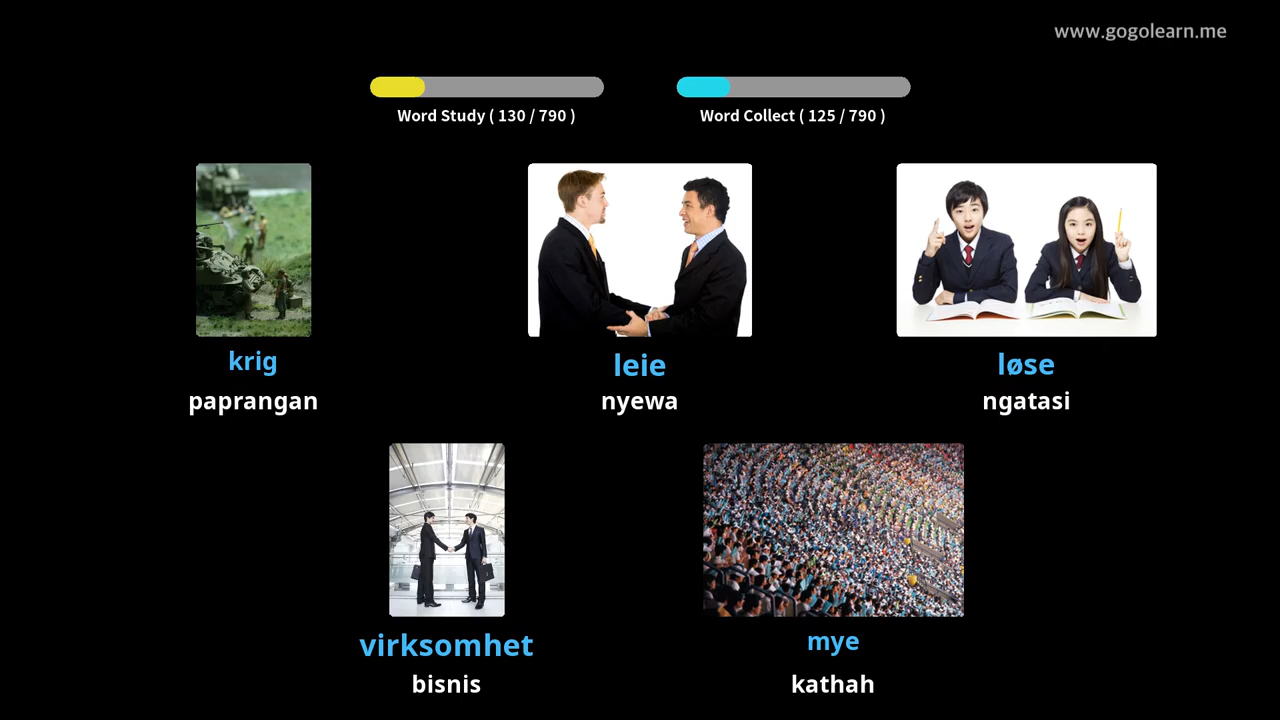 www.gogolearn.me
Word Study ( 130 / 790 )
Word Collect ( 125 / 790 )
krig
leie
løse
paprangan
nyewa
ngatasi
virksomhet
mye
bisnis
kathah